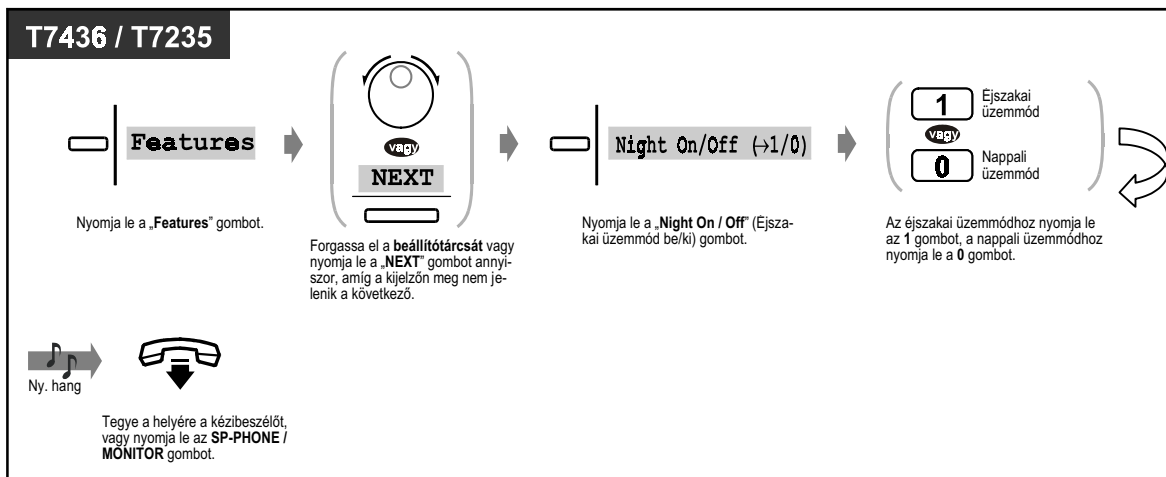 T7436 / T7235
Features
Nyomja le a „Features” gombot.
vagy
NEXT
Forgassa el a beállítótárcsát vagy
nyomja le a „NEXT” gombot annyi-
szor, amíg a kijelzőn meg nem je-
lenik a következő.
Night On/Off (→1/0)
Nyomja le a „Night On / Off” (Éjsza-
kai üzemmód be/ki) gombot.
1
Éjszakai
üzemmód
vagy
0
Nappali
üzemmód
Az éjszakai üzemmódhoz nyomja le
az 1 gombot, a nappali üzemmódhoz
nyomja le a 0 gombot.
Ny. hang
Tegye a helyére a kézibeszélőt,
vagy nyomja le az SP-PHONE /
MONITOR gombot.